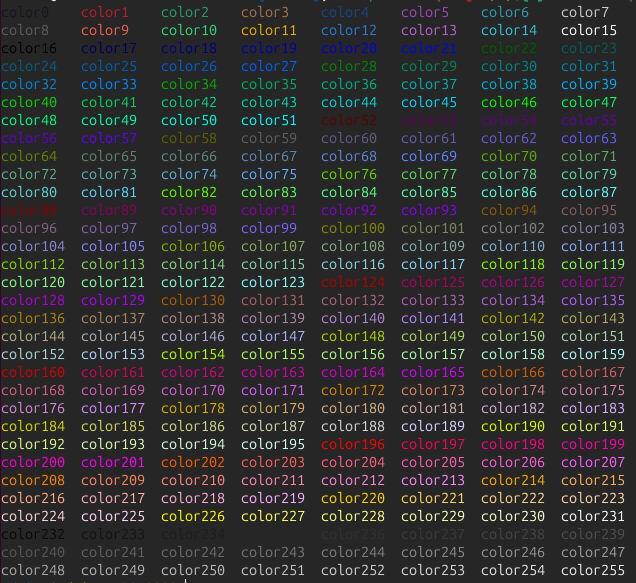 color0 color1 color2 color3 color4 color5 color6 color7
color8 color9 color10 color11 color12 color13 color14 color15
color16 color17 color18 color19 color20 color21 color22 color23
color24 color25 color26 color27 color28 color29 color30 color31
color32 color33 color34 color35 color36 color37 color38 color39
color40 color41 color42 color43 color44 color45 color46 color47
color48 color49 color50 color51 color52 color53 color54 color55
color56 color57 color58 color59 color60 color61 color62 color63
color64 color65 color66 color67 color68 color69 color70 color71
color72 color73 color74 color75 color76 color77 color78 color79
color80 color81 color82 color83 color84 color85 color86 color87
color88 color89 color90 color91 color92 color93 color94 color95
color96 color97 color98 color99 color100 color101 color102 color103
color104 color105 color106 color107 color108 color109 color110 color111
color112 color113 color114 color115 color116 color117 color118 color119
color120 color121 color122 color123 color124 color125 color126 color127
color128 color129 color130 color131 color132 color133 color134 color135
color136 color137 color138 color139 color140 color141 color142 color143
color144 color145 color146 color147 color148 color149 color150 color151
color152 color153 color154 color155 color156 color157 color158 color159
color160 color161 color162 color163 color164 color165 color166 color167
color168 color169 color170 color171 color172 color173 color174 color175
color176 color177 color178 color179 color180 color181 color182 color183
color184 color185 color186 color187 color188 color189 color190 color191
color192 color193 color194 color195 color196 color197 color198 color199
color200 color201 color202 color203 color204 color205 color206 color207
color208 color209 color210 color211 color212 color213 color214 color215
color216 color217 color218 color219 color220 color221 color222 color223
color224 color225 color226 color227 color228 color229 color230 color231
color232 color233 color234 color236 color237 color238 color239
color240 color241 color242 color243 color244 color245 color246 color247
color248 color249 color250 color251 color252 color253 color254 color255